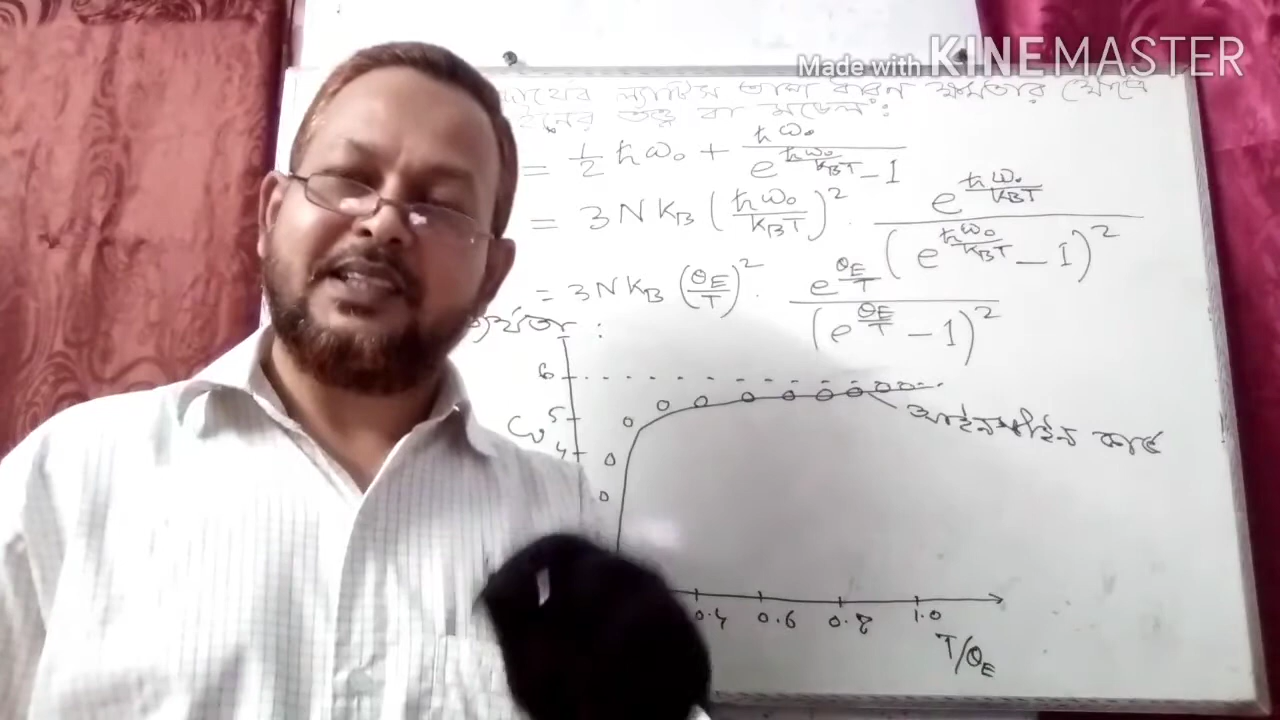 Made with KINEMASTER
ল্যাটিস তাপ ধারণ ক্ষমতার ক্ষেত্রে
তত্ত্ব বা মডেল:
= 1/2 ħω₀ + ħω₀ / (e^(ħω₀/K_BT) - 1)
= 3NK_B (ħω₀/K_BT)² · e^(ħω₀/K_BT) / (e^(ħω₀/K_BT) - 1)²
= 3NK_B (θ_E/T)² · e^(θ_E/T) / (e^(θ_E/T) - 1)²
:
6
5
C_v
4
আইনস্টাইন কার্ভ
0.4 0.6 0.8 1.0
T/θ_E